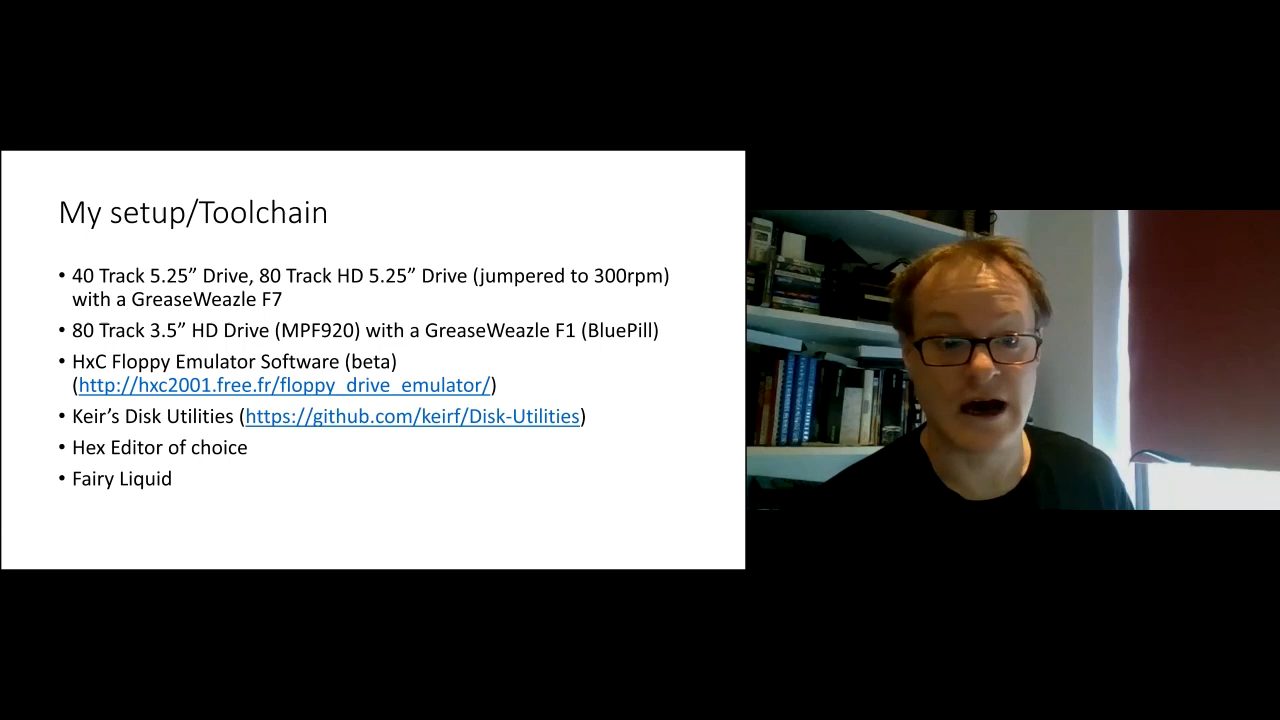 My setup/Toolchain
• 40 Track 5.25” Drive, 80 Track HD 5.25” Drive (jumpered to 300rpm)
with a GreaseWeazle F7
• 80 Track 3.5” HD Drive (MPF920) with a GreaseWeazle F1 (BluePill)
• HxC Floppy Emulator Software (beta)
(http://hxc2001.free.fr/floppy_drive_emulator/)
• Keir’s Disk Utilities (https://github.com/keirf/Disk-Utilities)
• Hex Editor of choice
• Fairy Liquid